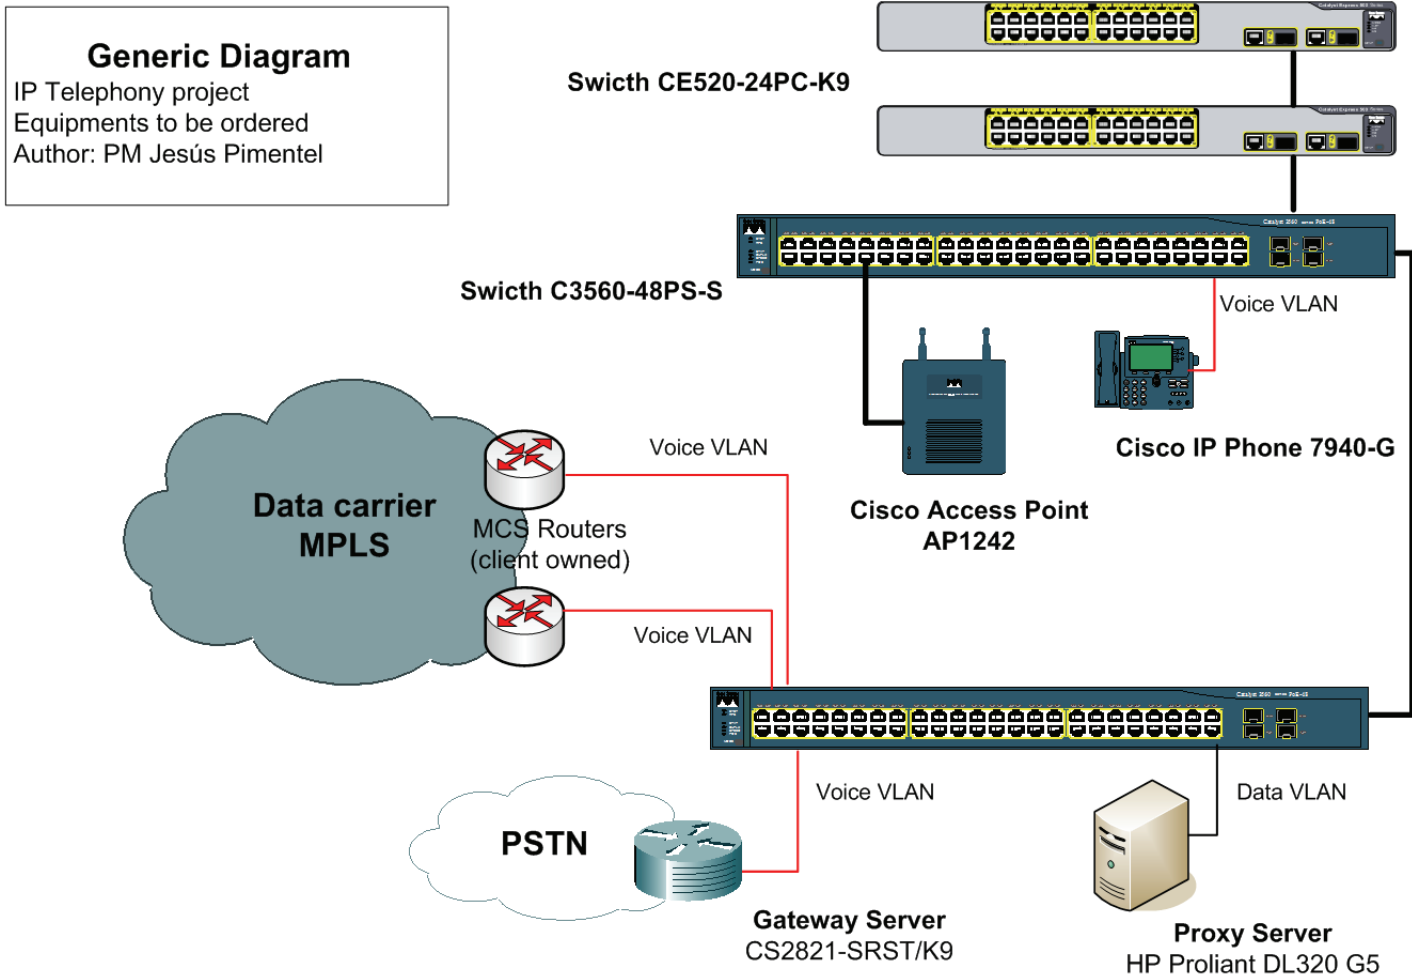 Generic Diagram
IP Telephony project
Equipments to be ordered
Author: PM Jesús Pimentel
Swicth CE520-24PC-K9
Swicth C3560-48PS-S
Voice VLAN
Cisco IP Phone 7940-G
Cisco Access Point
AP1242
Voice VLAN
Data carrier
MPLS
MCS Routers
(client owned)
Voice VLAN
Voice VLAN
Data VLAN
PSTN
Gateway Server
CS2821-SRST/K9
Proxy Server
HP Proliant DL320 G5